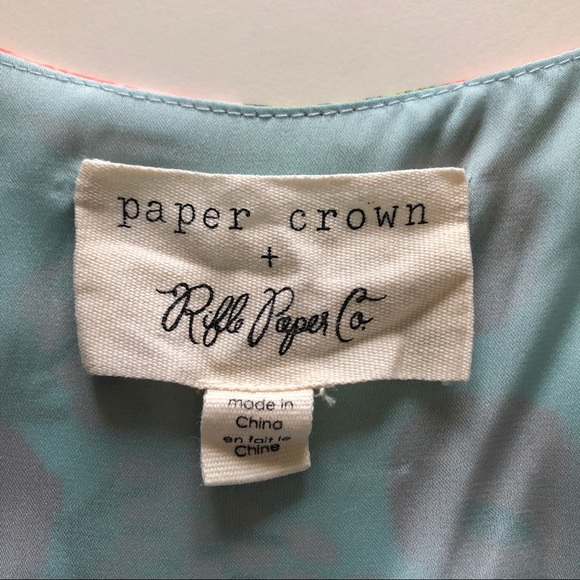 paper crown
+
Rifle Paper Co.
made in
China
en fait le
Chine